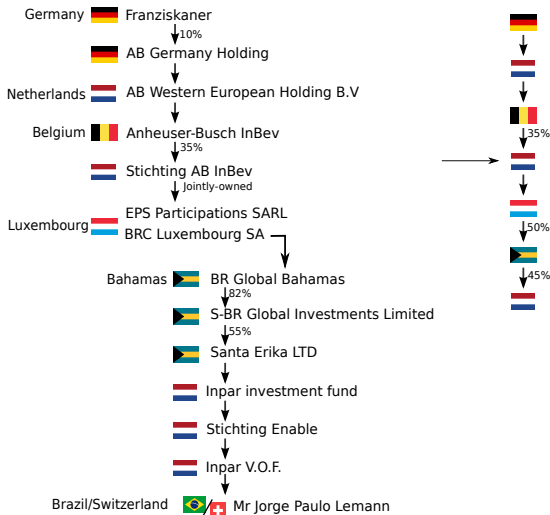 Germany Franziskaner
10%
AB Germany Holding
Netherlands AB Western European Holding B.V
Belgium Anheuser-Busch InBev
35%
Stichting AB InBev
Jointly-owned
EPS Participations SARL
Luxembourg
BRC Luxembourg SA
Bahamas BR Global Bahamas
82%
S-BR Global Investments Limited
55%
Santa Erika LTD
Inpar investment fund
Stichting Enable
Inpar V.O.F.
Brazil/Switzerland / Mr Jorge Paulo Lemann
35%
50%
45%